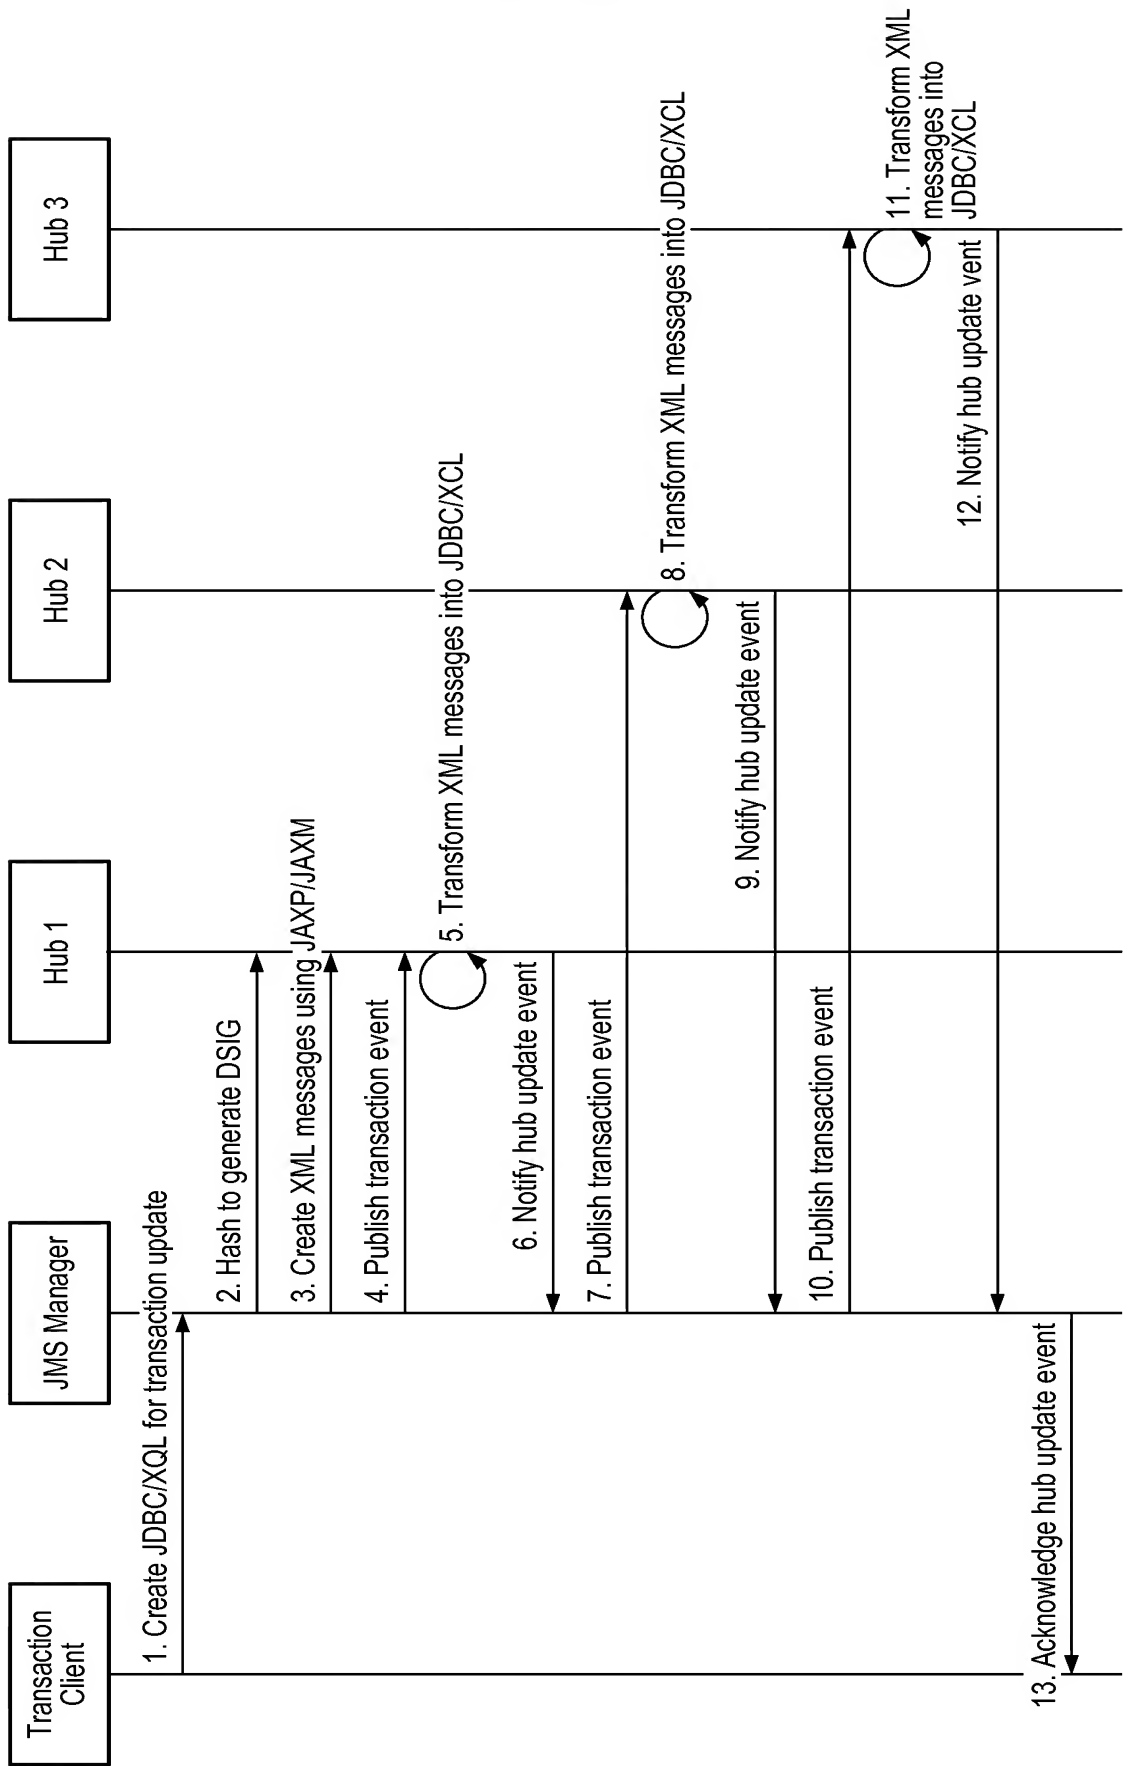 Transaction
Client
JMS Manager
Hub 1
Hub 2
Hub 3
1. Create JDBC/XQL for transaction update
2. Hash to generate DSIG
3. Create XML messages using JAXP/JAXM
4. Publish transaction event
5. Transform XML messages into JDBC/XCL
6. Notify hub update event
7. Publish transaction event
8. Transform XML messages into JDBC/XCL
9. Notify hub update event
10. Publish transaction event
11. Transform XML
messages into
JDBC/XCL
12. Notify hub update vent
13. Acknowledge hub update event